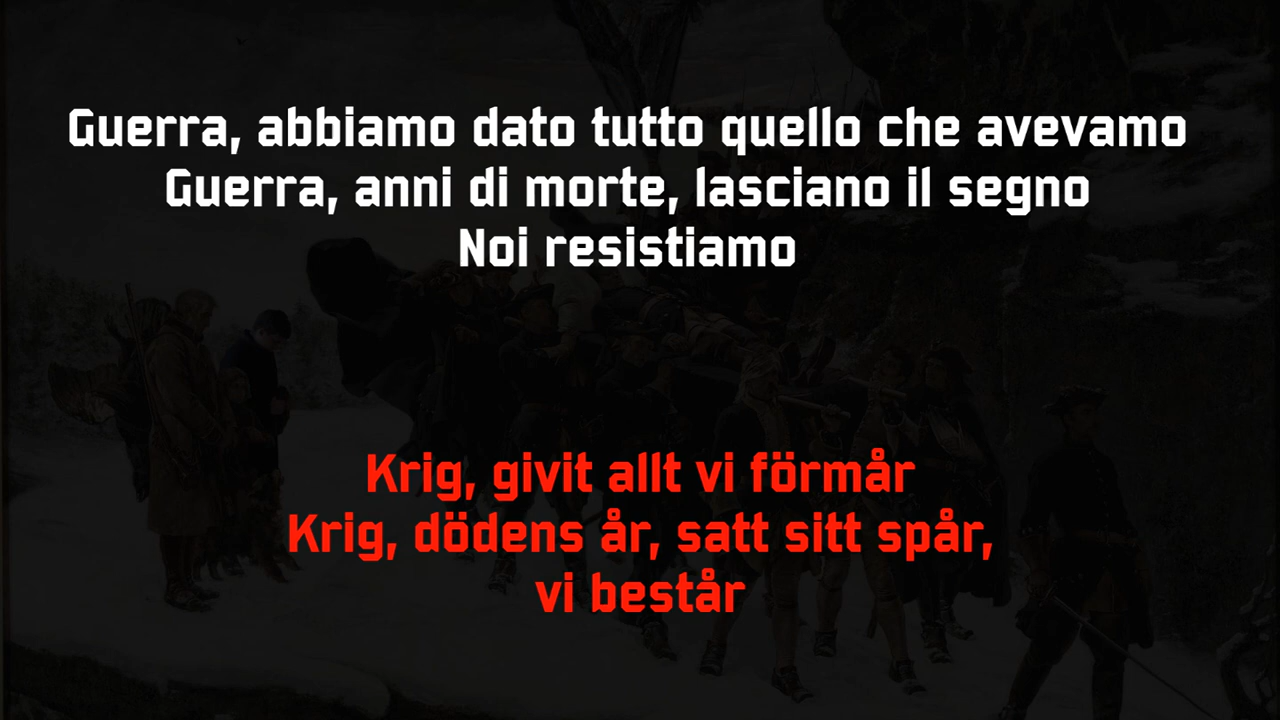 Guerra, abbiamo dato tutto quello che avevamo
Guerra, anni di morte, lasciano il segno
Noi resistiamo
Krig, givit allt vi förmår
Krig, dödens år, satt sitt spår,
vi består